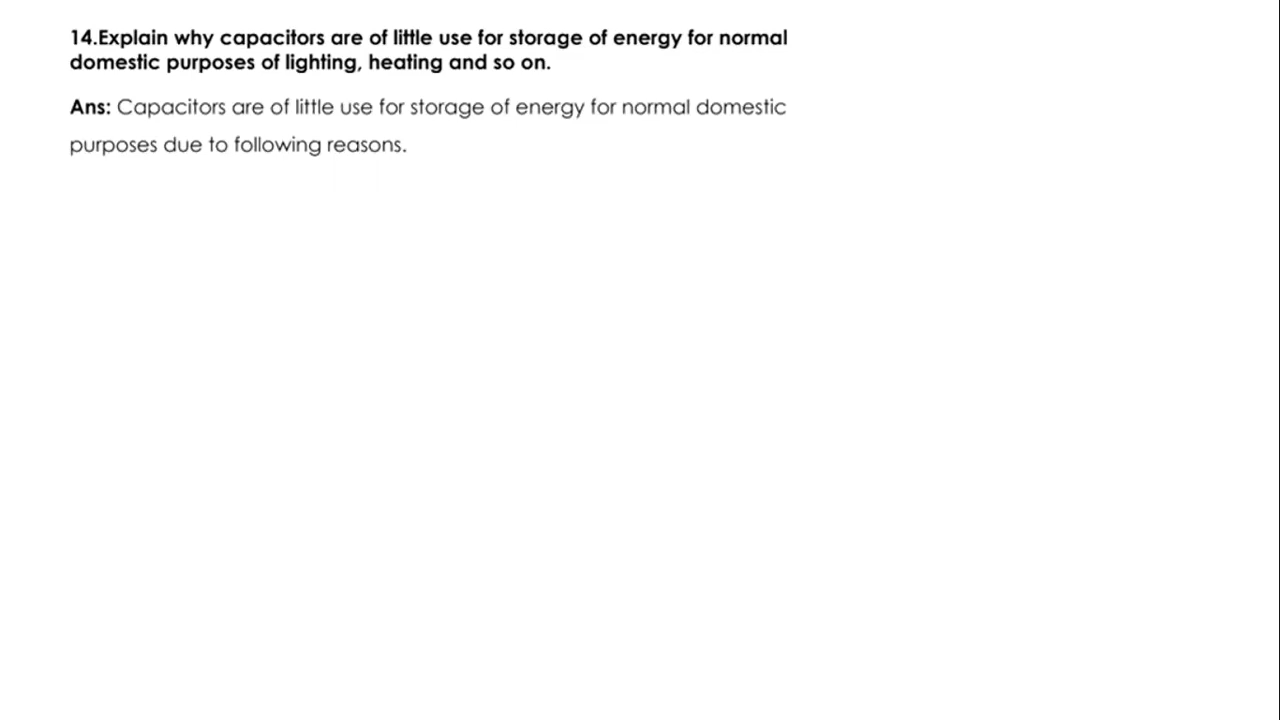 14.Explain why capacitors are of little use for storage of energy for normal
domestic purposes of lighting, heating and so on.
Ans: Capacitors are of little use for storage of energy for normal domestic
purposes due to following reasons.